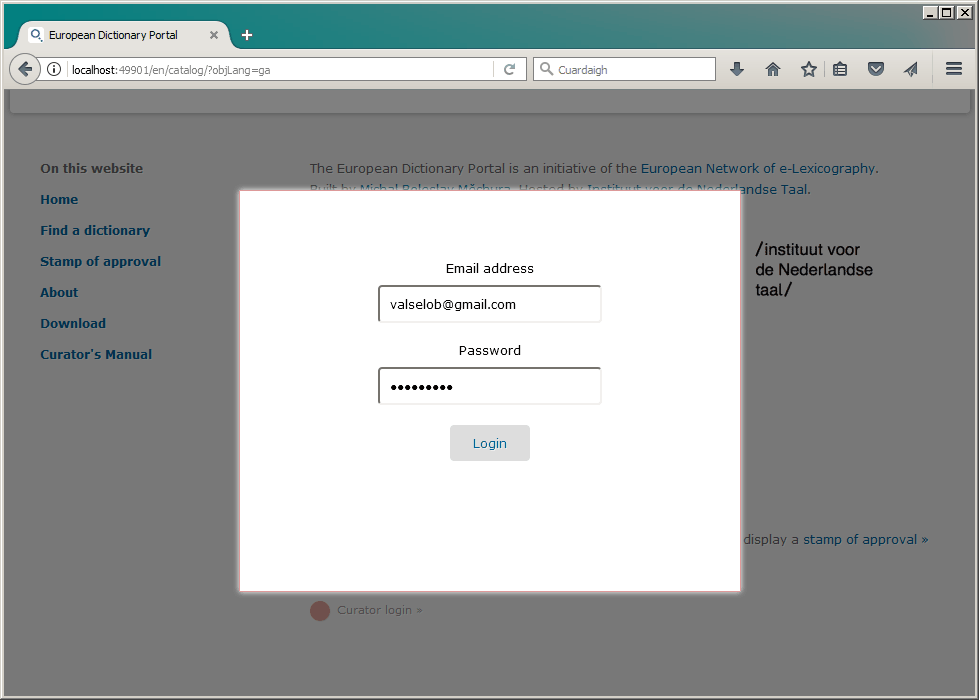 European Dictionary Portal
localhost:49901/en/catalog/?objLang=ga
Cuardaigh
On this website
Home
Find a dictionary
Stamp of approval
About
Download
Curator's Manual
The European Dictionary Portal is an initiative of the European Network of e-Lexicography.
Built by Michal Boleslav Měchura. Hosted by Instituut voor de Nederlandse Taal.
/instituut voor
de Nederlandse
taal/
Email address
valselob@gmail.com
Password
•••••••••
Login
display a stamp of approval »
Curator login »